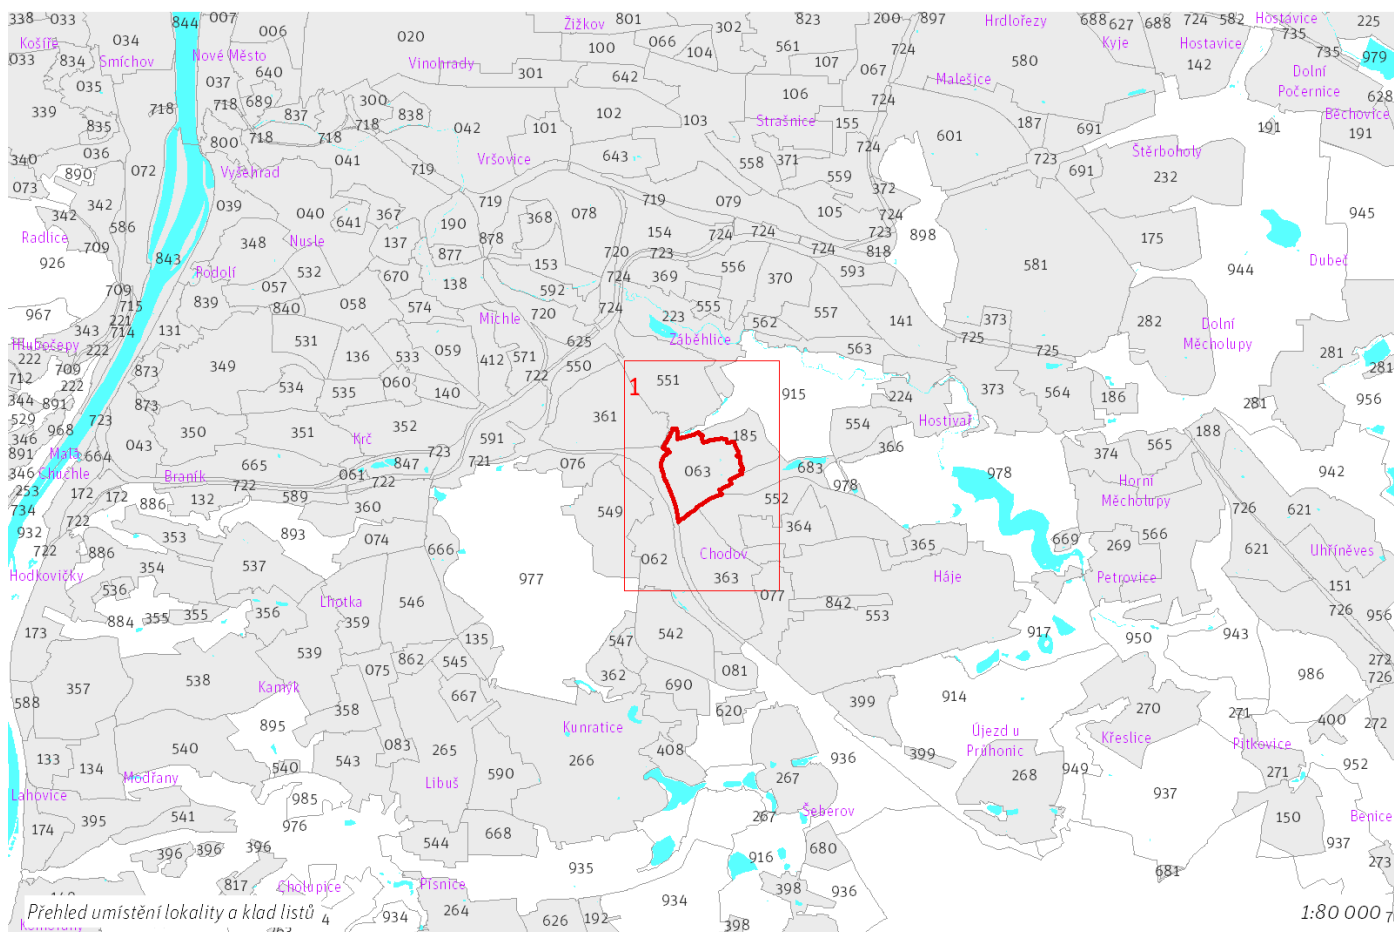 338 033 844 007 Žižkov 801 823 200 897 Hrdlořezy 688 627 688 724 582 Hostavice 225
Košíře 034 Nové Město 006 020 100 066 302 561 724 Kyje Hostavice 735 735 979
033 834 Smíchov 037 640 Vinohrady 301 642 104 107 067 Malešice 580 142 Dolní Počernice 628
035 718 718 689 837 300 838 106 724 Běchovice
339 835 800 718 718 718 042 101 102 103 Strašnice 155 601 187 691 191 191
340 036 072 041 Vršovice 643 558 371 724 723 Štěrboholy
073 890 Vyšehrad 719 559 372 691 232
342 342 586 039 040 641 367 190 719 368 078 719 079 105 724 945
Radlice 709 348 Nusle 137 878 154 724 724 724 723 818 898 175
926 843 Podolí 532 670 877 153 720 723 556 370 593 581 944 Dubeč
709 715 839 057 840 058 574 138 592 724 369 555
967 221 714 131 720 724 223 562 557 141 725 373 282 Dolní Měcholupy
343 Michle
Hlubočepy 222 531 136 533 059 412 571 625 Záběhlice 563 725 281
222 709 873 349 722 550 281
712 222 534 535 060 140 551 1 915 224 373 564 186
344 891 873 281 956
529 968 723 043 350 351 352 361 554 Hostivař 188
346 Malá Chuchle Krč 591 185 366 565
891 664 Braník 665 061 847 723 721 076 063 683 978 374 942
346 722 722 978 Horní Měcholupy
253 172 172 886 132 589 360 549 552 726 621
734 722 893 364
932 353 074 666 365 669 269 566 621 Uhříněves
722 886 354 537 977 062 Chodov
Hodkovičky 536 363 Háje Petrovice 151
884 355 355 356 Lhotka 359 546 077 842 553 726 956
173 539 135 547 542 917 950 943
357 538 075 862 545 362 081 272
588 Kamýk 667 690 914 986 726
358 620 399 270 271 400 272
895 Kunratice Újezd u Průhonic Křeslice Pitkovice
133 134 540 083 265 590 266 408 936 399 949 952
Modřany 540 543 Libuš 267 268 271
Lahovice 985 937
174 395 541 976 267 Šeberov 150 Benice
544 668 680 937
396 396 396 935 916 681 273
817 Cholupice Písnice 398 936
264 934 626 192 934 398
Přehled umístění lokality a klad listů
1:80 000